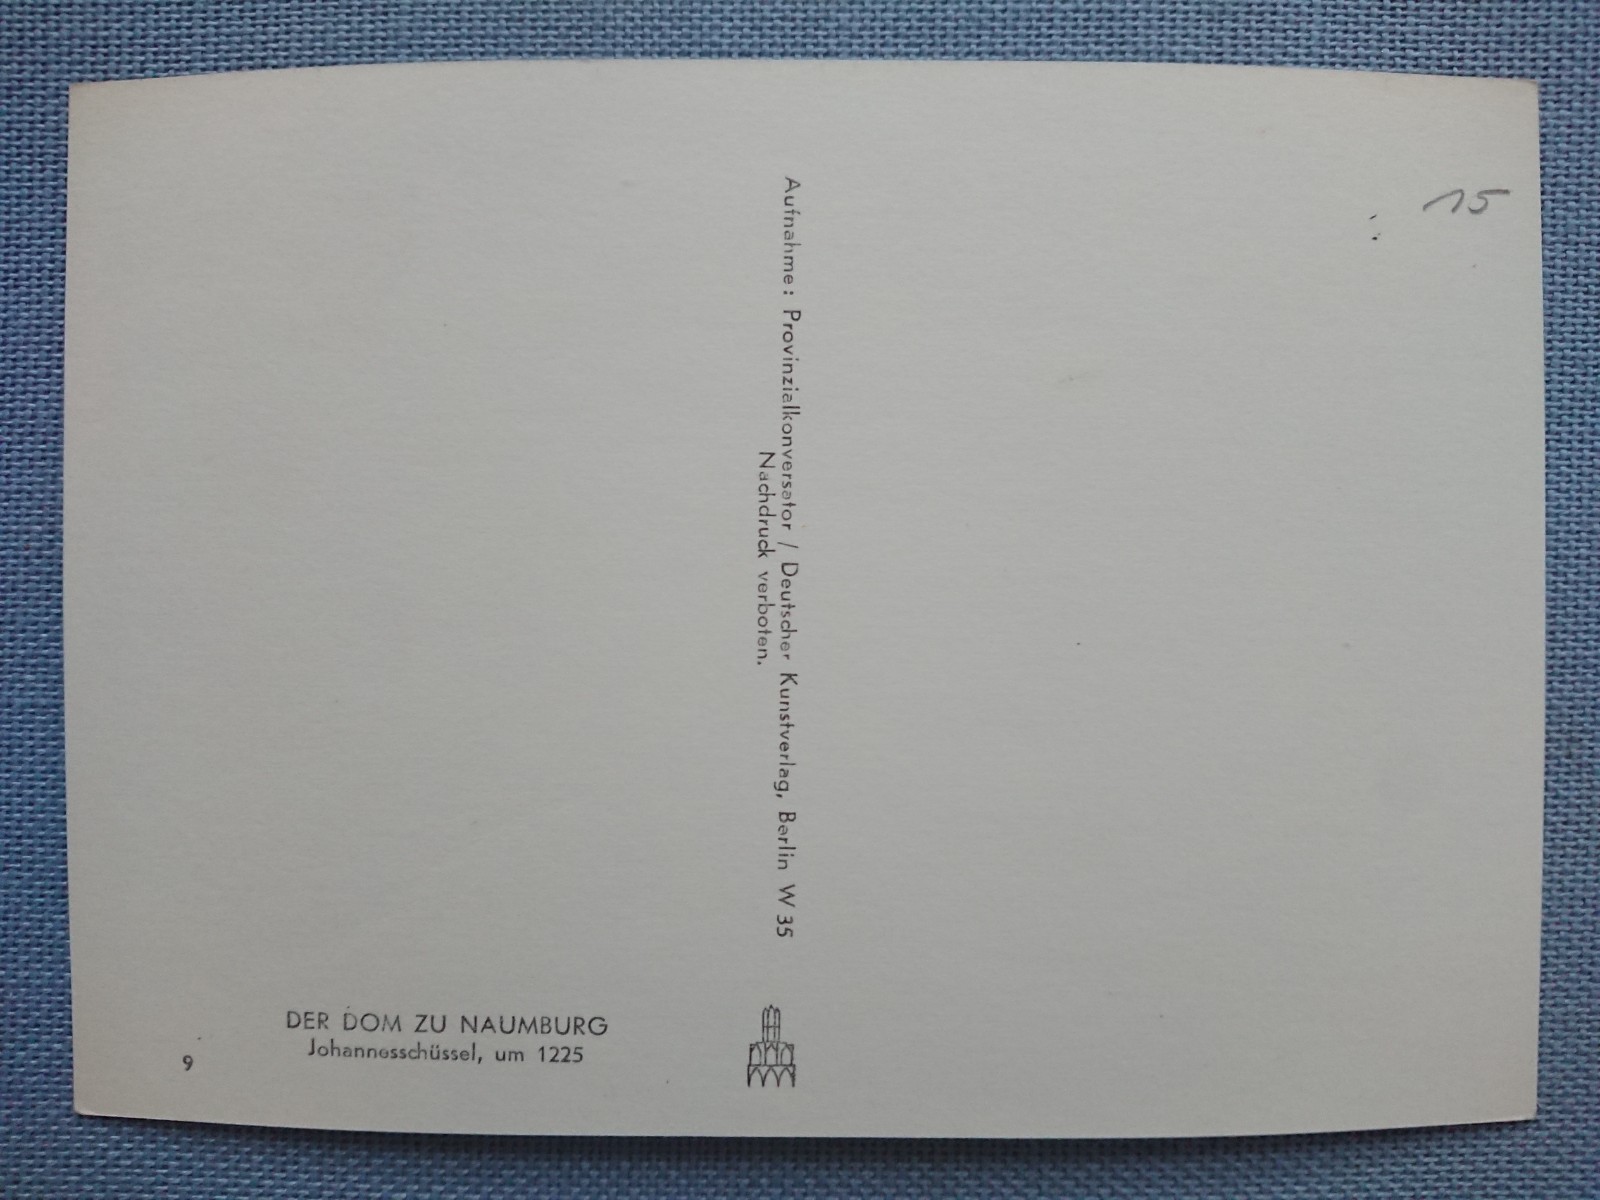 15
Aufnahme: Provinzialkonversator / Deutscher Kunstverlag, Berlin W 35
Nachdruck verboten.
DER DOM ZU NAUMBURG
Johannesschüssel, um 1225
9